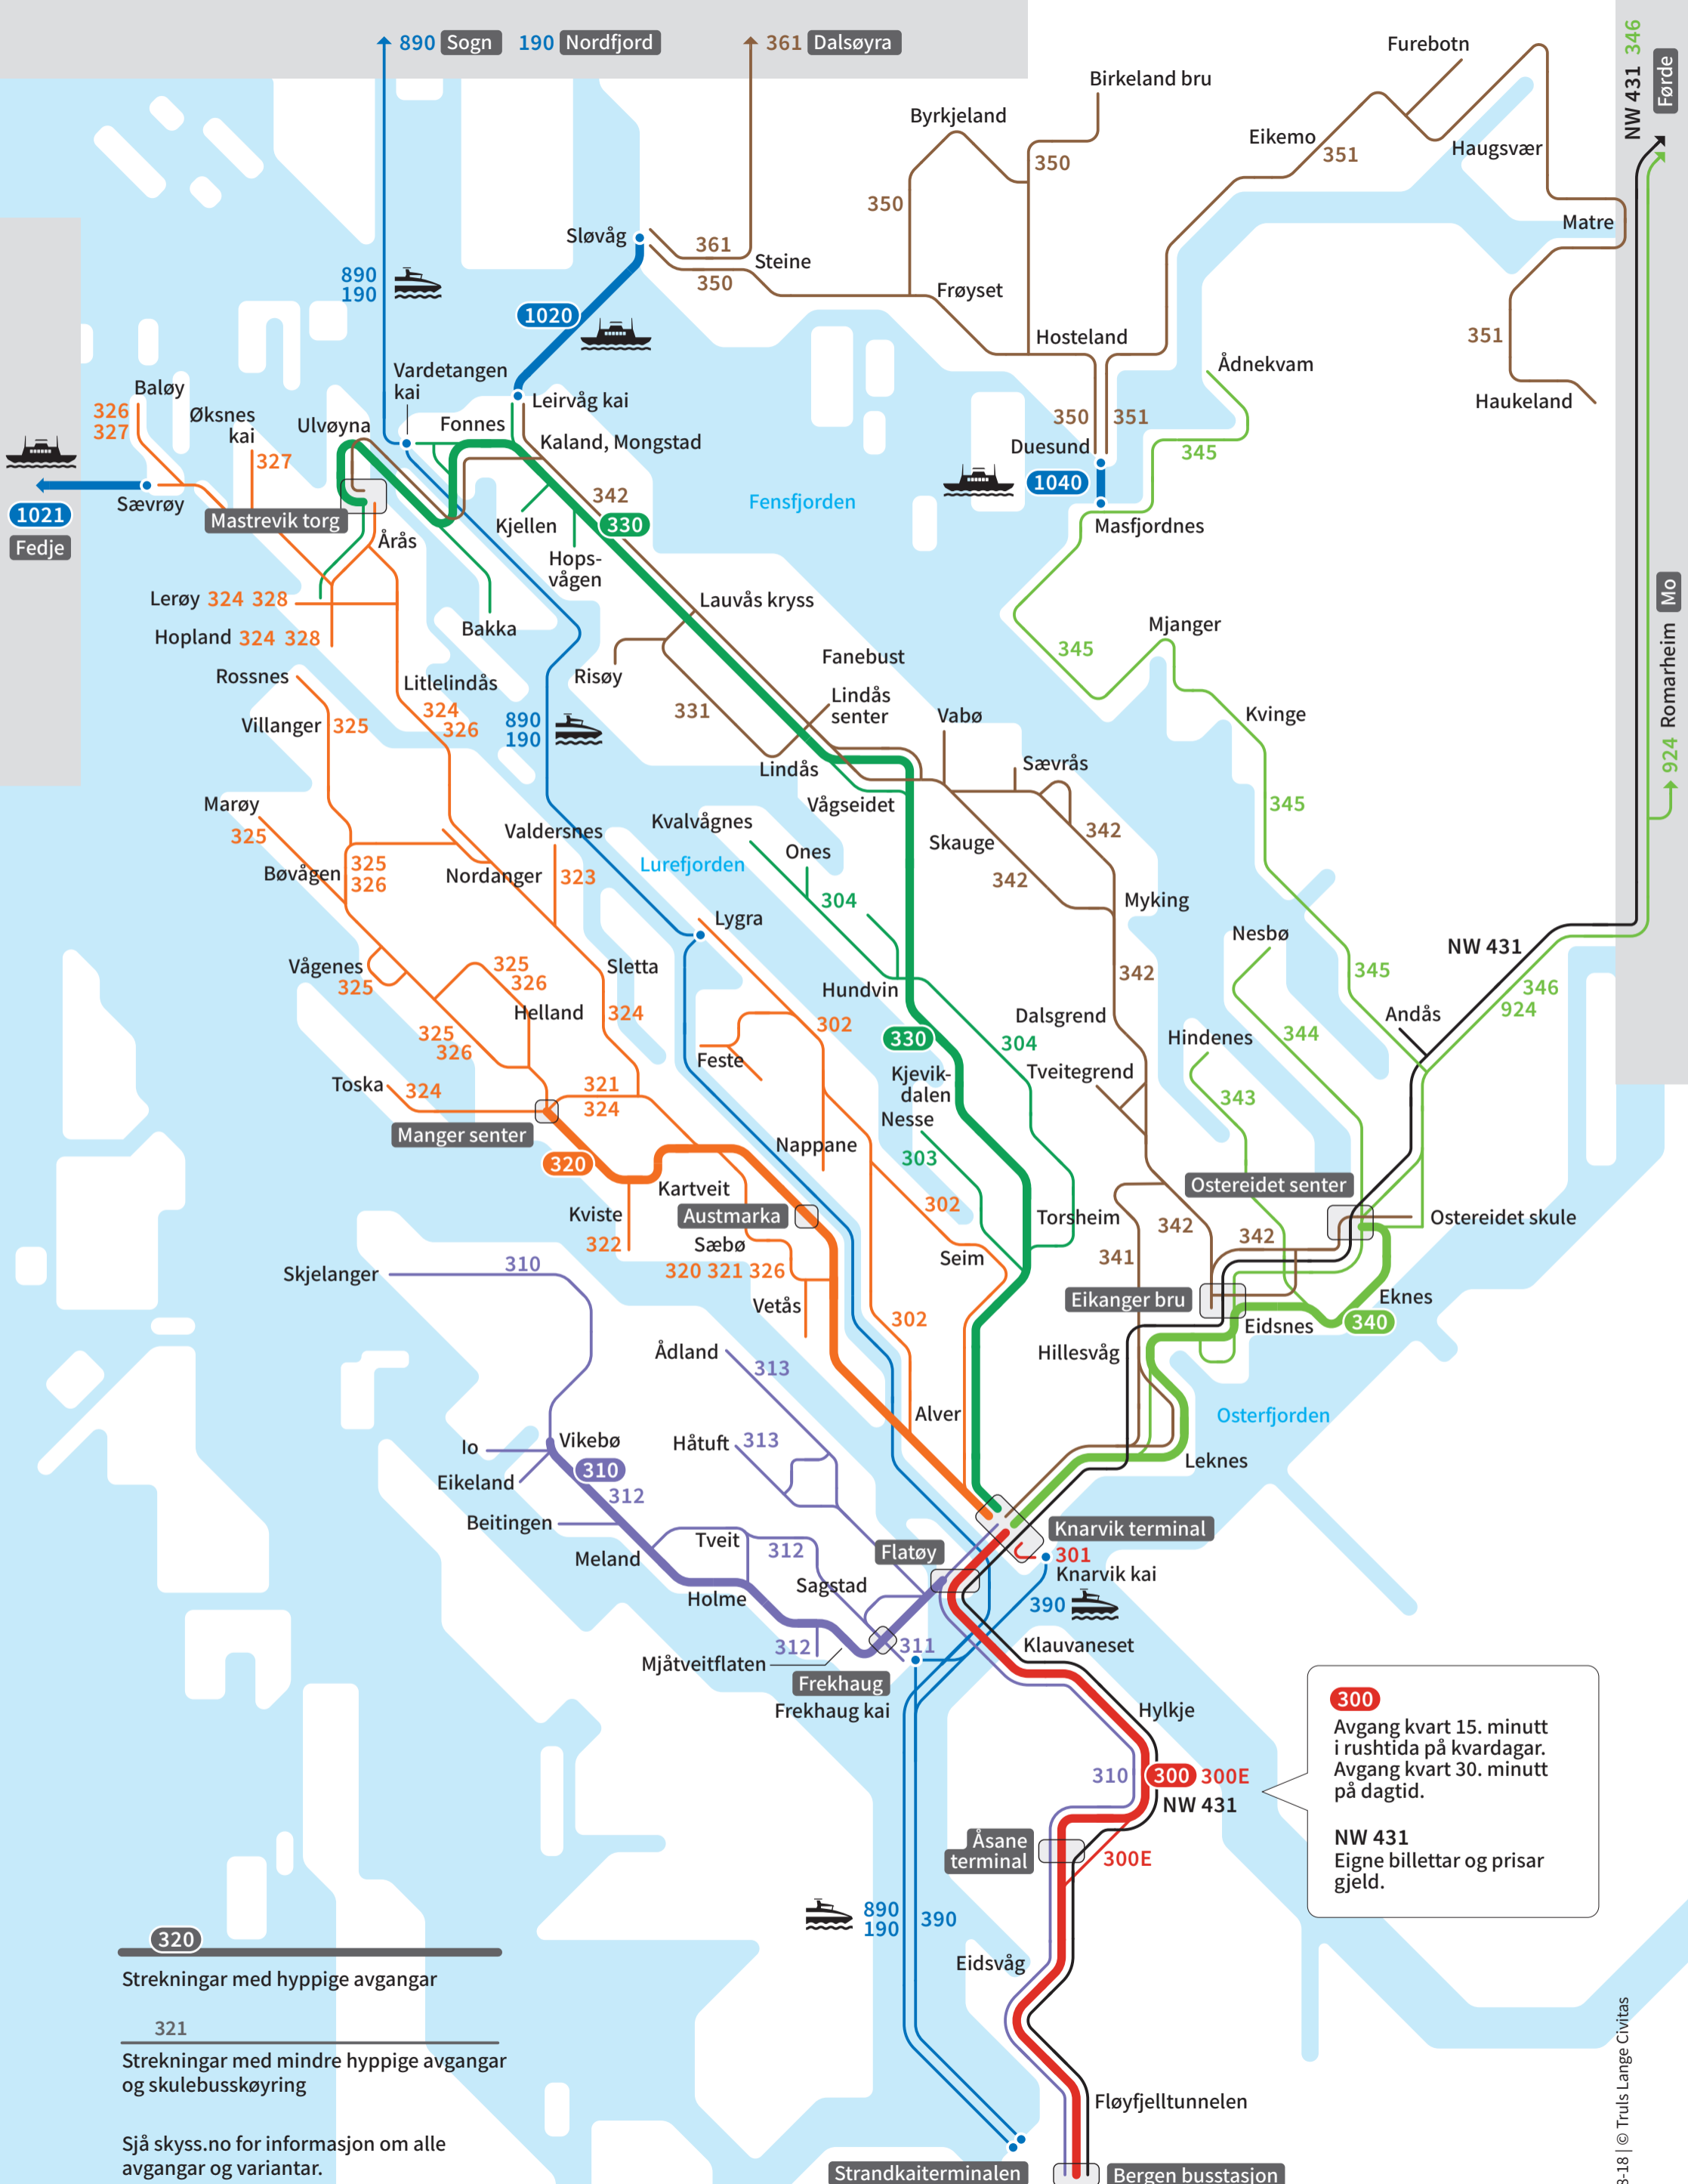 890 Sogn 190 Nordfjord
361 Dalsøyra
Furebotn
NW 431 346
Førde
Birkeland bru
Byrkjeland
Eikemo
351
Haugsvær
350
350
Matre
Sløvåg
361
Steine
350
Frøyset
890
190
1020
Hosteland
351
Ådnekvam
Vardetangen
kai
Leirvåg kai
Haukeland
Baløy
326
327
Øksnes
kai
327
Ulvøyna
Fonnes
Kaland, Mongstad
350 351
Duesund
345
1040
Sævrøy
1021
Fedje
Mastrevik torg
342
330
Fensfjorden
Kjellen
Masfjordnes
Årås
Hops-
vågen
Lerøy 324 328
Lauvås kryss
Hopland 324 328
Bakka
Mjanger
345
924 Romarheim Mo
Fanebust
Rossnes
Litlelindås
Risøy
Lindås
senter
Villanger 325
324
326
890
190
331
Vabø
Kvinge
Lindås
Sævrås
Marøy
325
Valdersnes
Vågseidet
345
Kvalvågnes
342
Skauge
Ones
Lurefjorden
Bøvågen
325
326
Nordanger 323
342
304
Myking
Lygra
Nesbø
NW 431
Vågenes
325
325
326
Sletta
342
345
346
924
Hundvin
Helland
324
302
Dalsgrend
Andås
325
326
330
304
Hindenes
344
Feste
Tveitegrend
Kjevik-
dalen
Toska 324
321
324
343
Nesse
Manger senter
Nappane
303
320
Ostereidet senter
Kartveit
302
Kviste
Austmarka
Torsheim
342
342
Ostereidet skule
322
Sæbø
320 321 326
Seim
341
Skjelanger
310
Eikanger bru
Eknes
Vetås
302
Eidsnes
340
Ådland
313
Hillesvåg
Alver
Osterfjorden
Io
Vikebø
Håtuft 313
310
Leknes
Eikeland
312
Beitingen
Knarvik terminal
Tveit
312
Flatøy
301
Meland
Knarvik kai
Sagstad
Holme
390
312
311
Klauvaneset
Mjåtveitflaten
Frekhaug
Frekhaug kai
Hylkje
310 300 300E
NW 431
300
Avgang kvart 15. minutt
i rushtida på kvardagar.
Avgang kvart 30. minutt
på dagtid.
NW 431
Eigne billettar og prisar
gjeld.
Åsane
terminal
300E
890
190
390
320
Eidsvåg
Strekningar med hyppige avgangar
321
Strekningar med mindre hyppige avgangar
og skulebusskøyring
Fløyfjelltunnelen
Sjå skyss.no for informasjon om alle
avgangar og variantar.
Strandkaiterminalen
Bergen busstasjon
8-18 | © Truls Lange Civitas